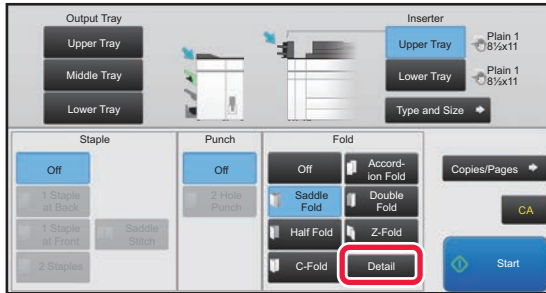 Output Tray
Inserter
Upper Tray
Middle Tray
Lower Tray
Upper Tray
Plain 1
8½x11
Lower Tray
Plain 1
8½x11
Type and Size
Staple
Punch
Fold
Off
1 Staple
at Back
1 Staple
at Front
Saddle
Stitch
2 Staples
Off
2 Hole
Punch
Off
Accord-
ion Fold
Saddle
Fold
Double
Fold
Half Fold
Z-Fold
C-Fold
Detail
Copies/Pages
CA
Start